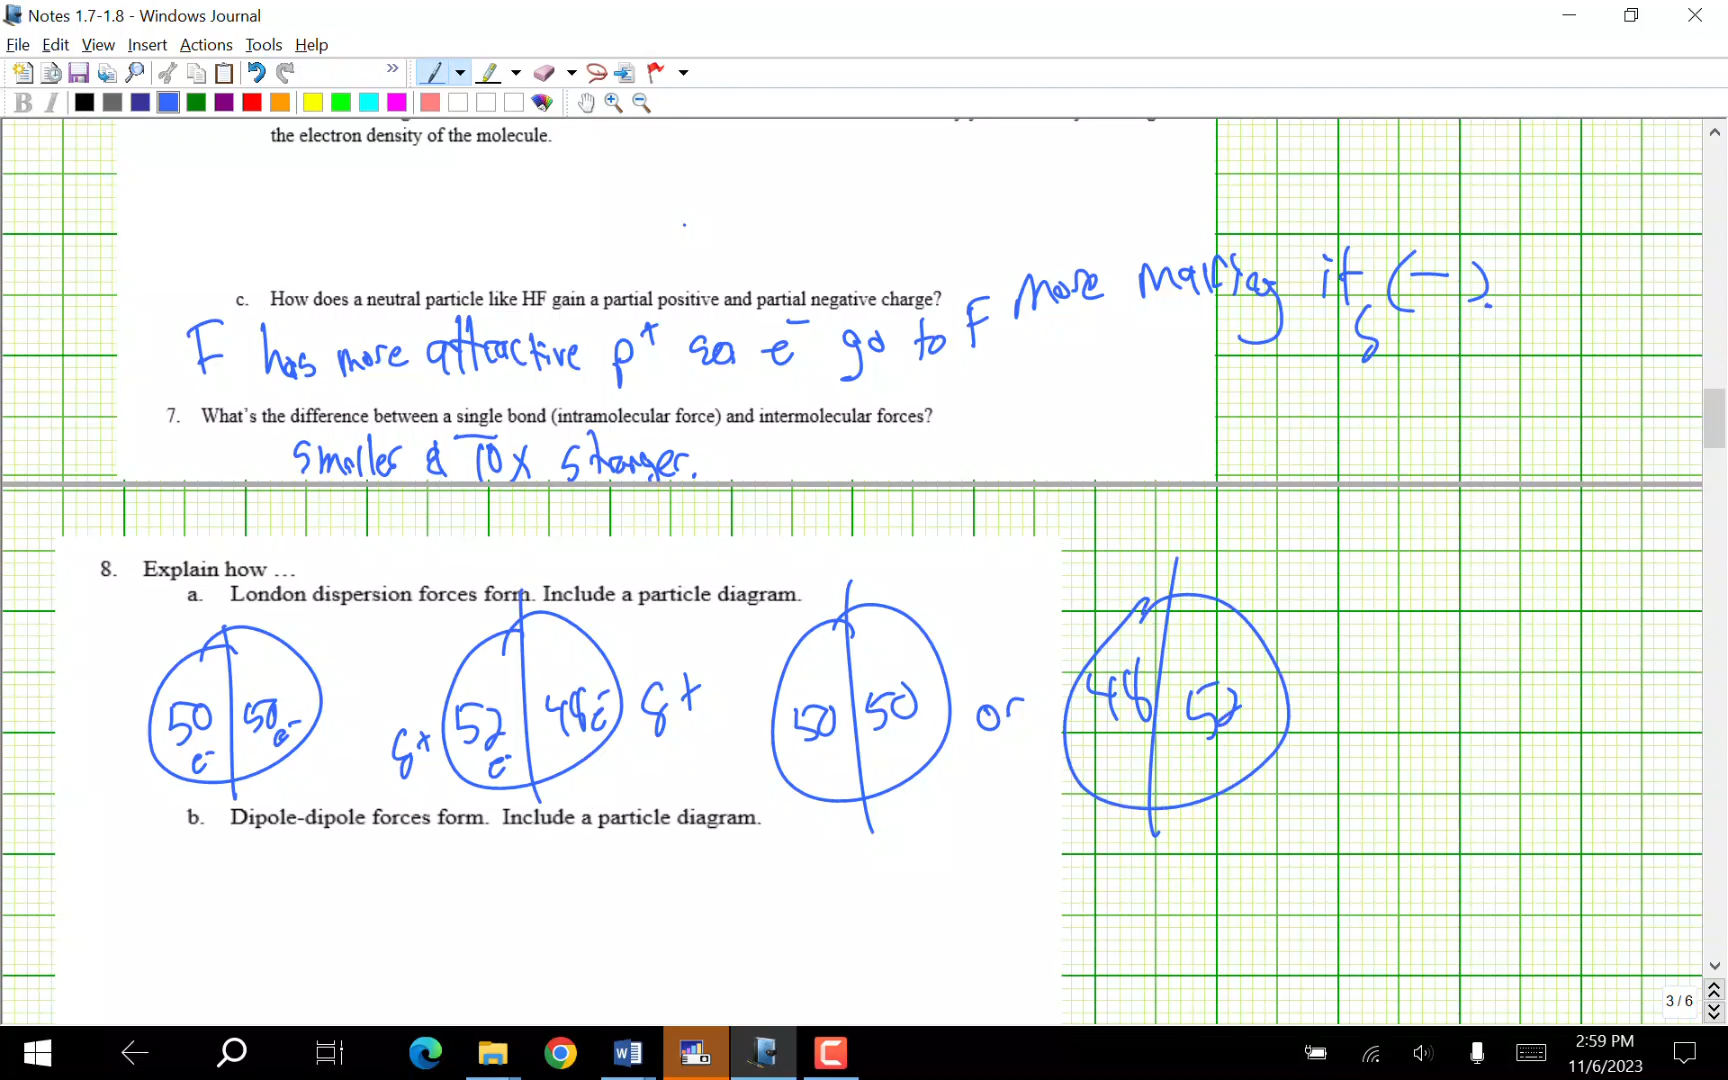 Notes 1.7-1.8 - Windows Journal
File Edit View Insert Actions Tools Help
the electron density of the molecule.
c. How does a neutral particle like HF gain a partial positive and partial negative charge?
F has more attractive p+ so e- go to F more making it (-).
δ
7. What's the difference between a single bond (intramolecular force) and intermolecular forces?
Smaller & 10x stronger.
8. Explain how …
a. London dispersion forces form. Include a particle diagram.
50 e- 50 e-
δ+ 52 e- 48 e- δ+
50 50 or 48 52
b. Dipole-dipole forces form. Include a particle diagram.
3 / 6
2:59 PM
11/6/2023